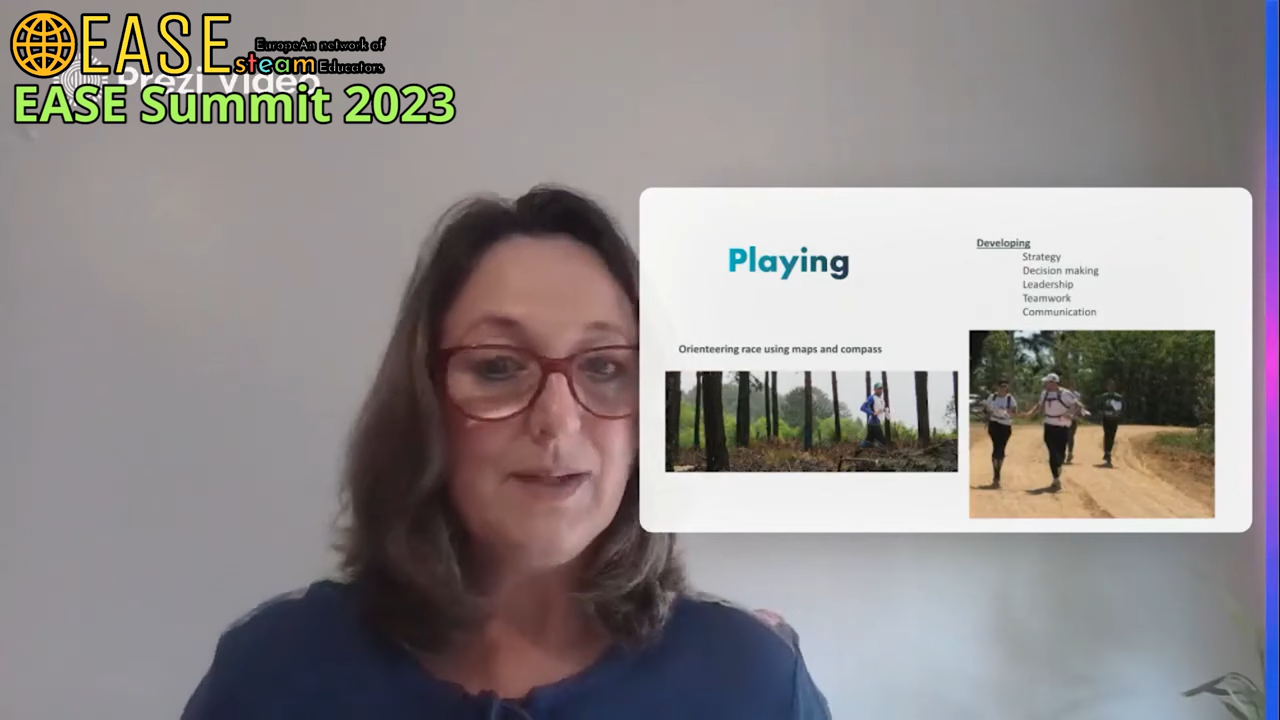 EASE
EuropeAn network of
steam Educators
Prezi Video
EASE Summit 2023
Playing
Developing
Strategy
Decision making
Leadership
Teamwork
Communication
Orienteering race using maps and compass